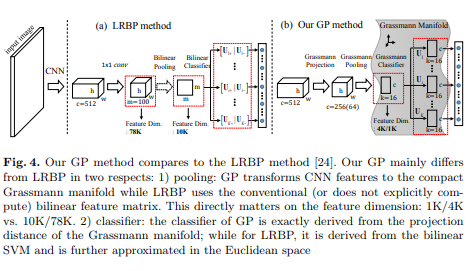 (a) LRBP method
(b) Our GP method
Grassmann Manifold
input image
CNN
1x1 conv
Bilinear
Pooling
Bilinear
Classifier
h
w
c=512
h
w
m=100
m
m
Feature Dim.
78K
Feature Dim.
10K
Grassmann
Projection
Grassmann
Pooling
Grassmann
Classifier
h
w
c=512
c=256(64)
c
k=16
Feature Dim.
4K/1K
k=16
k=16
k=16
Fig. 4. Our GP method compares to the LRBP method [24]. Our GP mainly differs
from LRBP in two respects: 1) pooling: GP transforms CNN features to the compact
Grassmann manifold while LRBP uses the conventional (or does not explicitly com-
pute) bilinear feature matrix. This directly matters on the feature dimension: 1K/4K
vs. 10K/78K. 2) classifier: the classifier of GP is exactly derived from the projection
distance of the Grassmann manifold; while for LRBP, it is derived from the bilinear
SVM and is further approximated in the Euclidean space